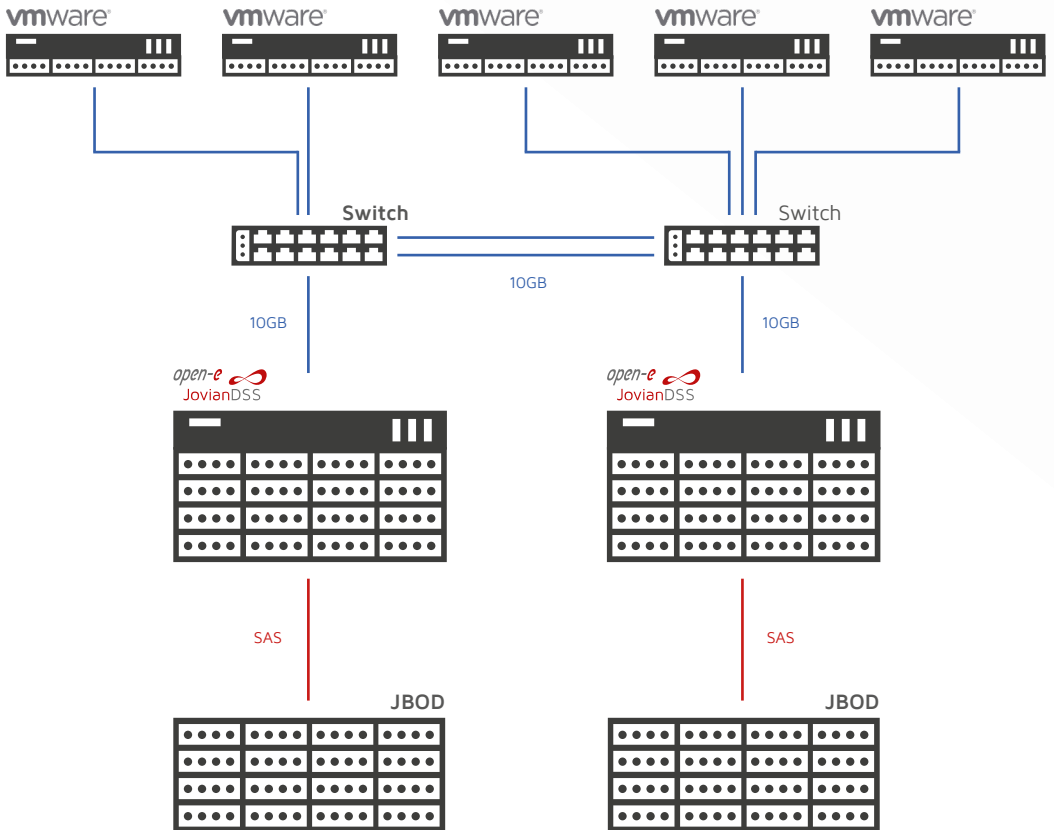 vmware® vmware® vmware® vmware® vmware®
Switch Switch
10GB
10GB 10GB
open-e open-e
JovianDSS JovianDSS
SAS SAS
JBOD JBOD